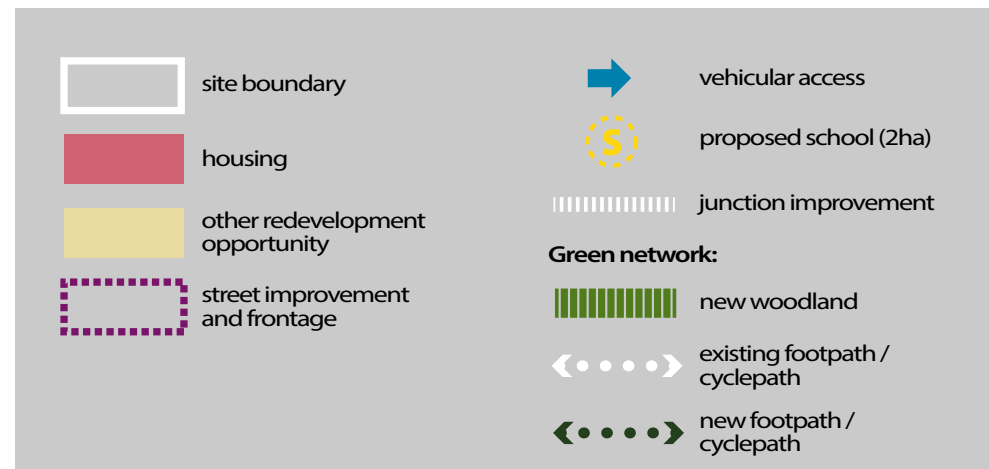 site boundary
housing
other redevelopment
opportunity
street improvement
and frontage
vehicular access
S
proposed school (2ha)
junction improvement
Green network:
new woodland
existing footpath /
cyclepath
new footpath /
cyclepath